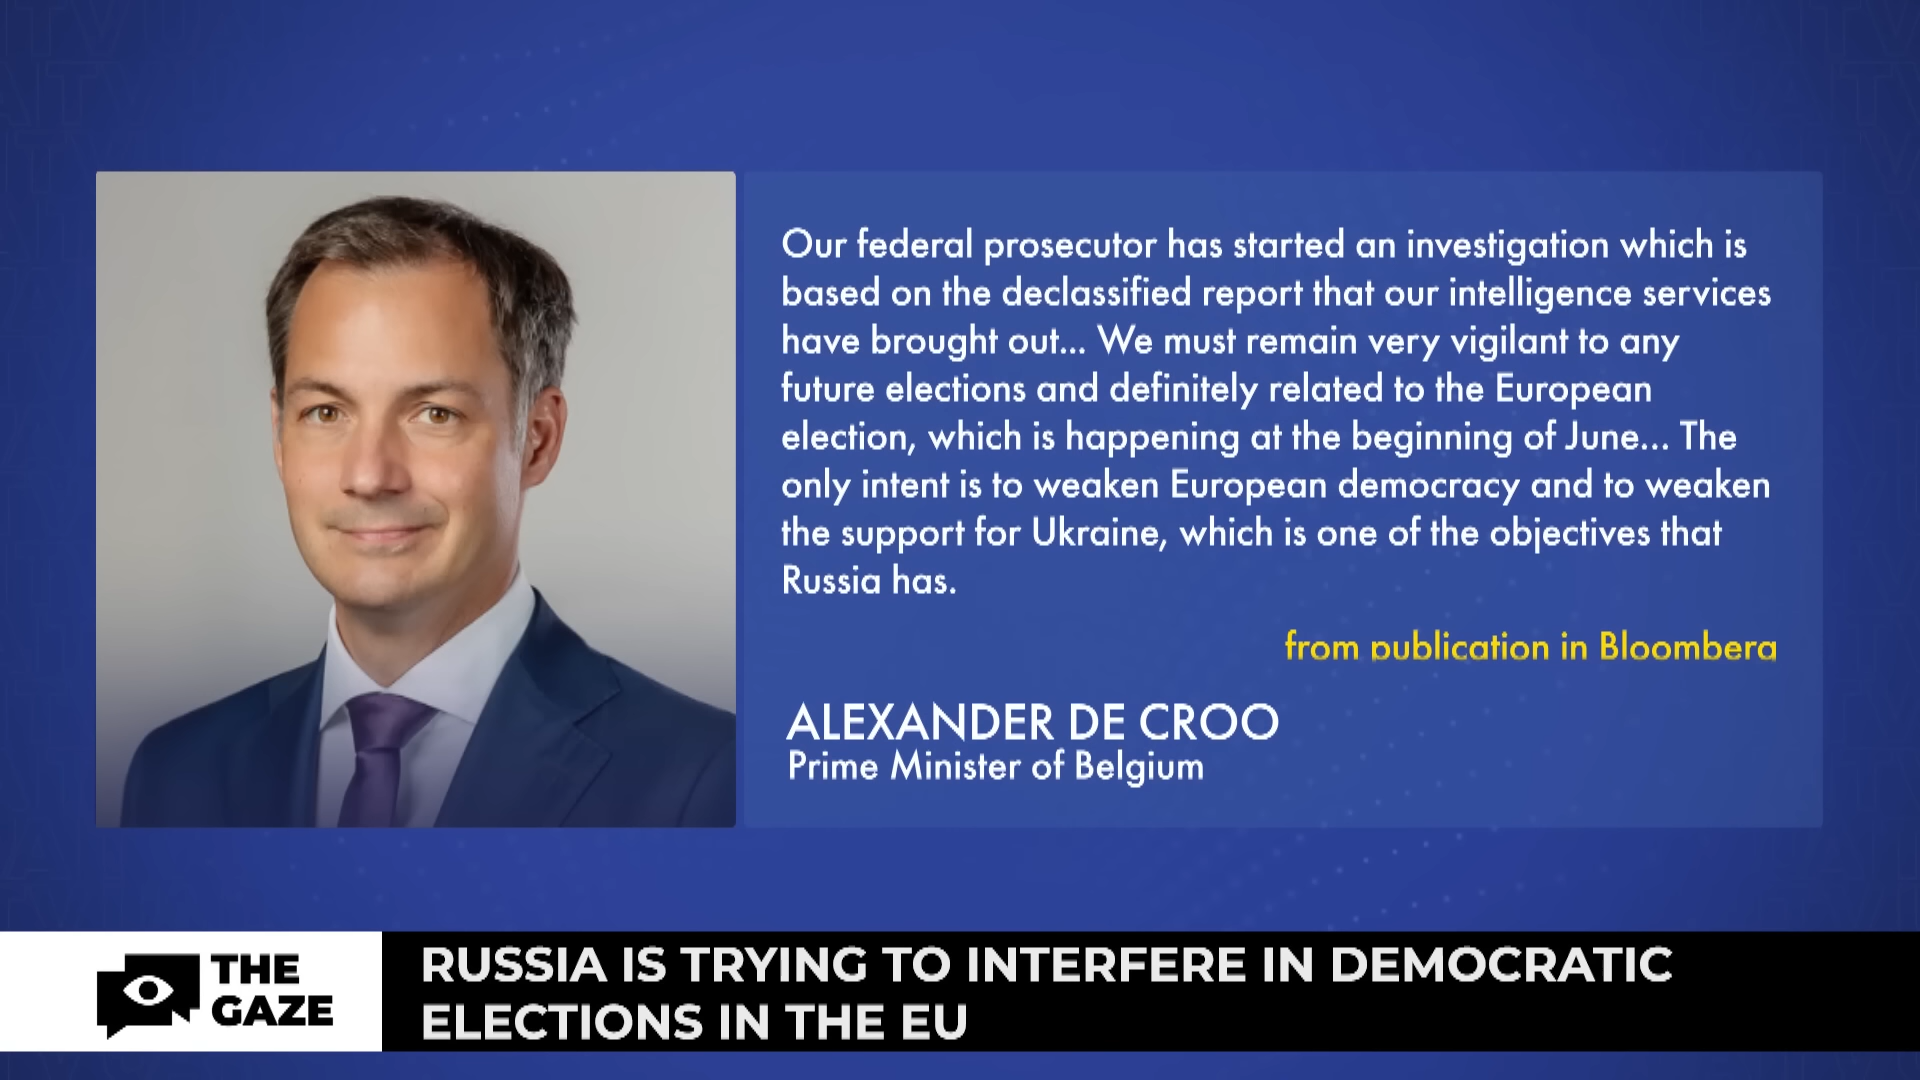 Our federal prosecutor has started an investigation which is
based on the declassified report that our intelligence services
have brought out... We must remain very vigilant to any
future elections and definitely related to the European
election, which is happening at the beginning of June... The
only intent is to weaken European democracy and to weaken
the support for Ukraine, which is one of the objectives that
Russia has.
from publication in Bloomberg
ALEXANDER DE CROO
Prime Minister of Belgium
THE
GAZE
RUSSIA IS TRYING TO INTERFERE IN DEMOCRATIC
ELECTIONS IN THE EU